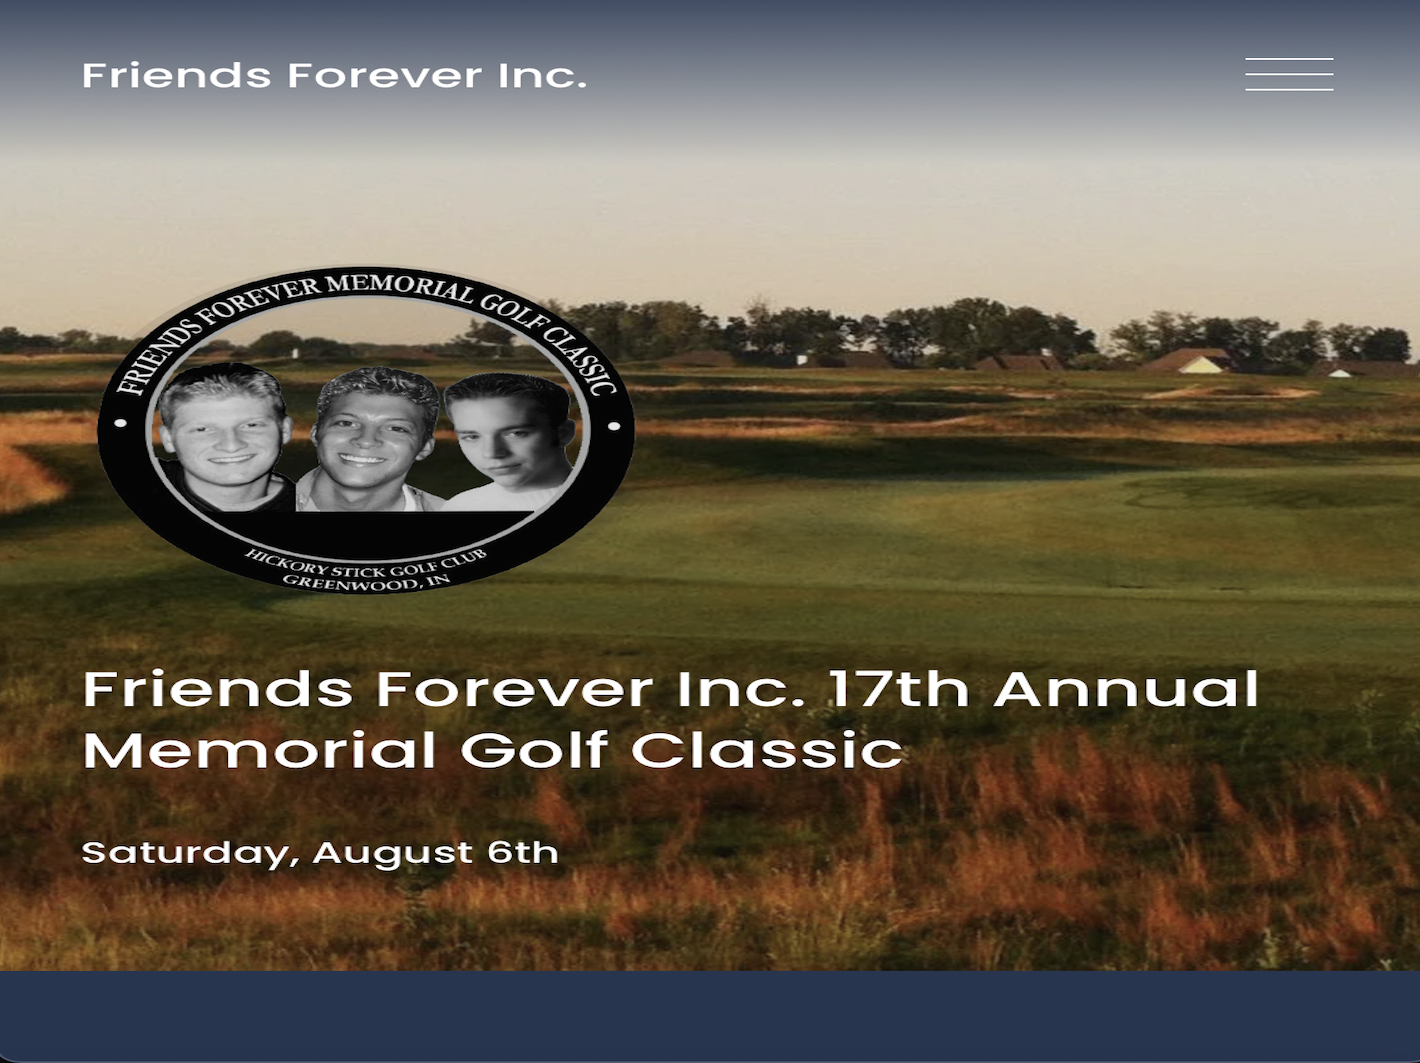 Friends Forever Inc.
FRIENDS FOREVER MEMORIAL GOLF CLASSIC
HICKORY STICK GOLF CLUB
GREENWOOD, IN
Friends Forever Inc. 17th Annual
Memorial Golf Classic
Saturday, August 6th